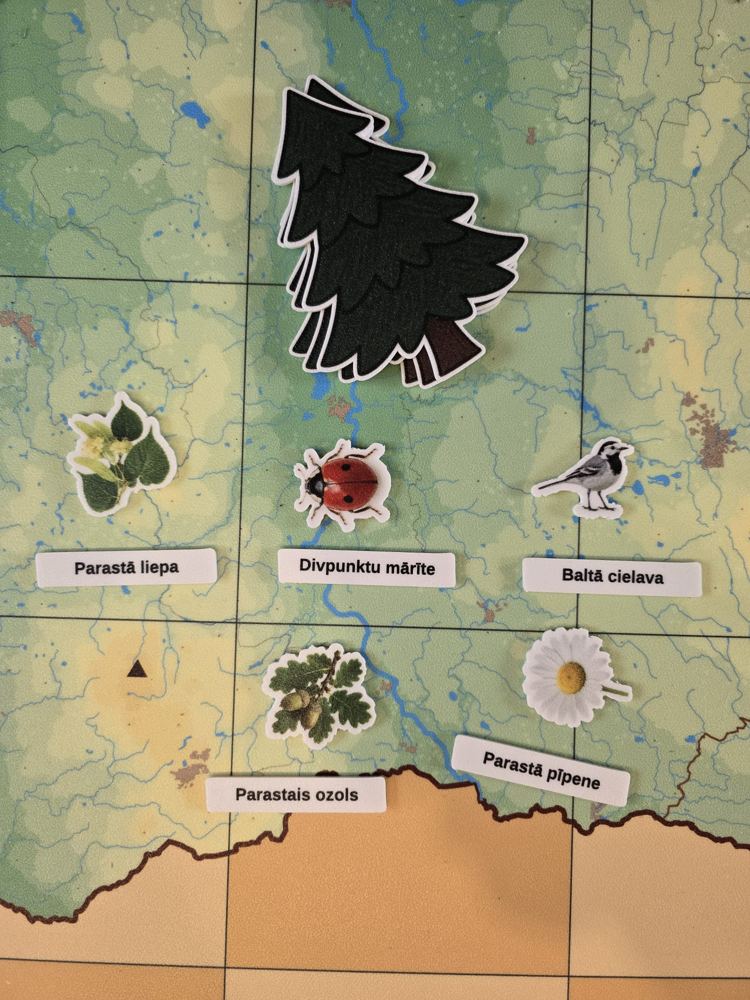 Parastā liepa
Divpunktu mārīte
Baltā cielava
Parastais ozols
Parastā pīpene